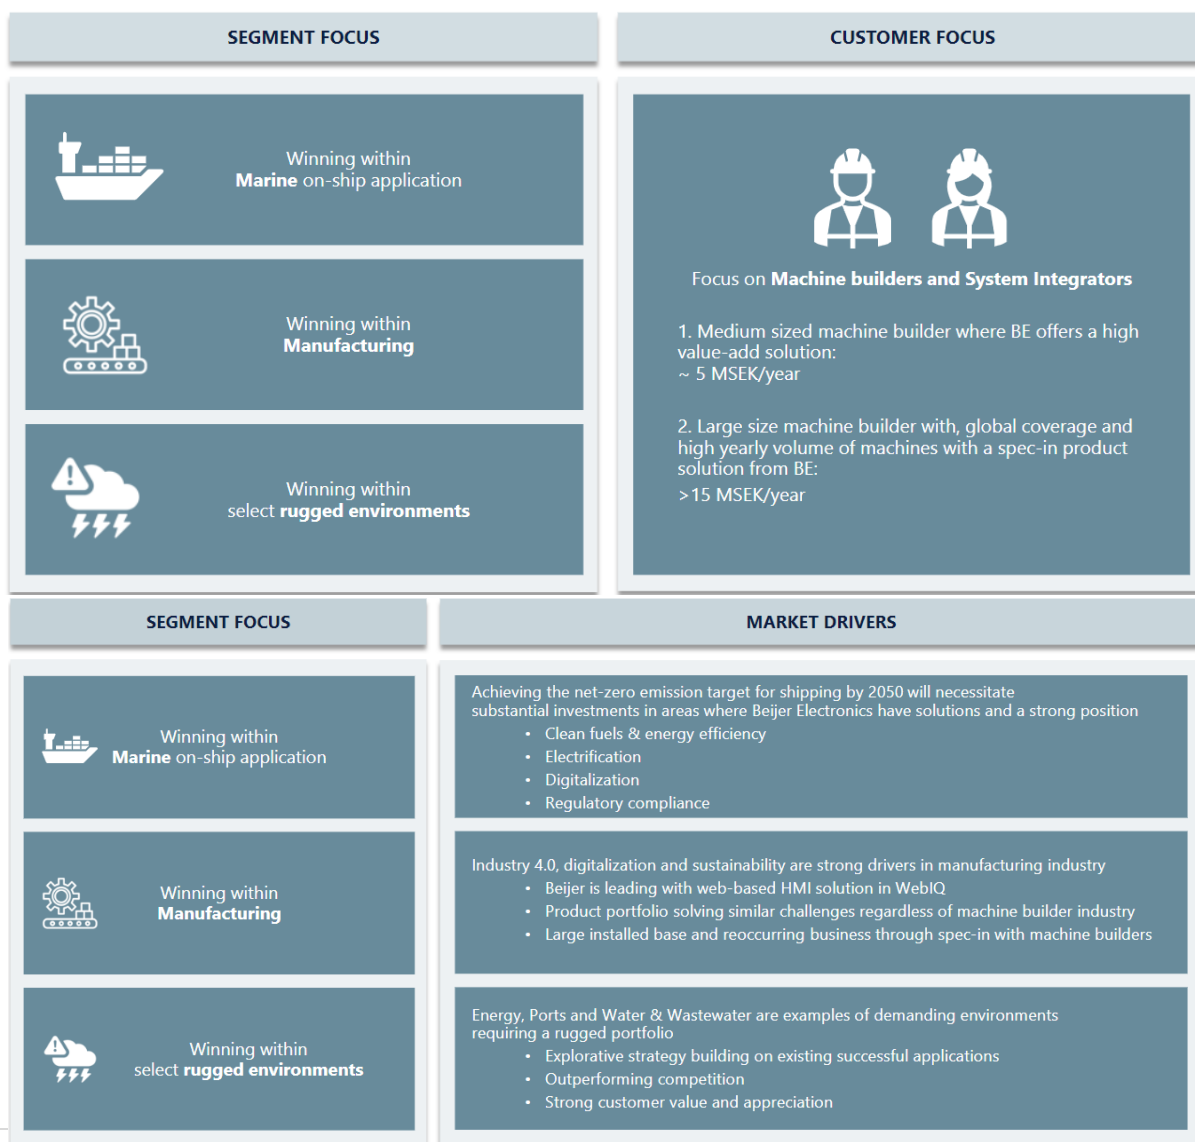 SEGMENT FOCUS
Winning within
Marine on-ship application
Winning within
Manufacturing
Winning within
select rugged environments
CUSTOMER FOCUS
Focus on Machine builders and System Integrators
1. Medium sized machine builder where BE offers a high
value-add solution:
~ 5 MSEK/year
2. Large size machine builder with, global coverage and
high yearly volume of machines with a spec-in product
solution from BE:
>15 MSEK/year
SEGMENT FOCUS
MARKET DRIVERS
Winning within
Marine on-ship application
Achieving the net-zero emission target for shipping by 2050 will necessitate
substantial investments in areas where Beijer Electronics have solutions and a strong position
• Clean fuels & energy efficiency
• Electrification
• Digitalization
• Regulatory compliance
Winning within
Manufacturing
Industry 4.0, digitalization and sustainability are strong drivers in manufacturing industry
• Beijer is leading with web-based HMI solution in WebIQ
• Product portfolio solving similar challenges regardless of machine builder industry
• Large installed base and reoccurring business through spec-in with machine builders
Winning within
select rugged environments
Energy, Ports and Water & Wastewater are examples of demanding environments
requiring a rugged portfolio
• Explorative strategy building on existing successful applications
• Outperforming competition
• Strong customer value and appreciation